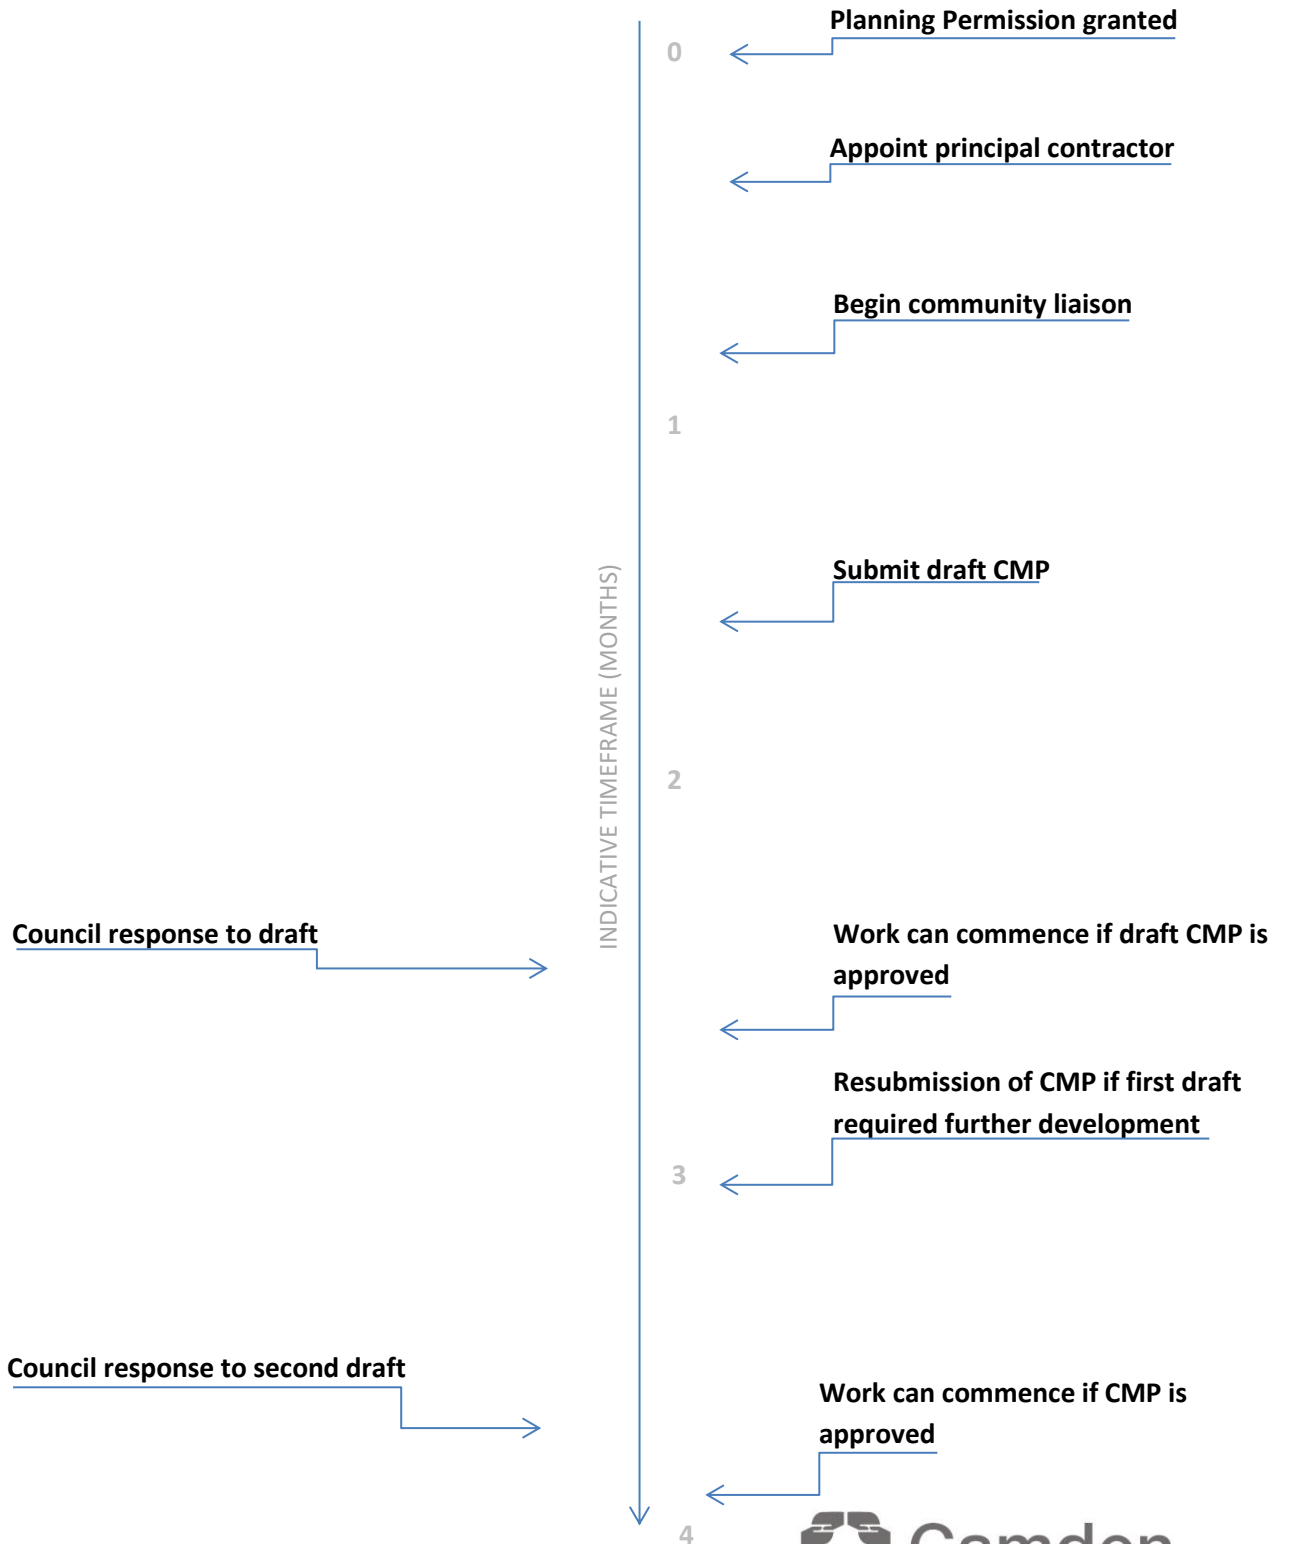 Planning Permission granted
0
Appoint principal contractor
Begin community liaison
1
Submit draft CMP
INDICATIVE TIMEFRAME (MONTHS)
2
Council response to draft
Work can commence if draft CMP is
approved
Resubmission of CMP if first draft
required further development
3
Council response to second draft
Work can commence if CMP is
approved
4
Camden